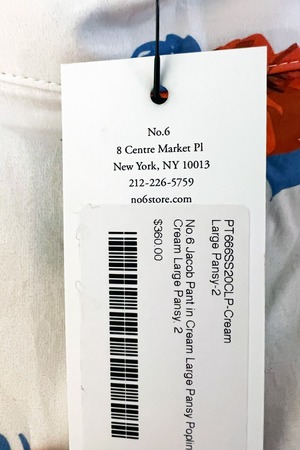 No.6
8 Centre Market Pl
New York, NY 10013
212-226-5759
no6store.com
PT666SS20CLP-Cream
Large Pansy-2
No.6 Jacob Pant in Cream Large Pansy Poplin
Cream Large Pansy, 2
$360.00